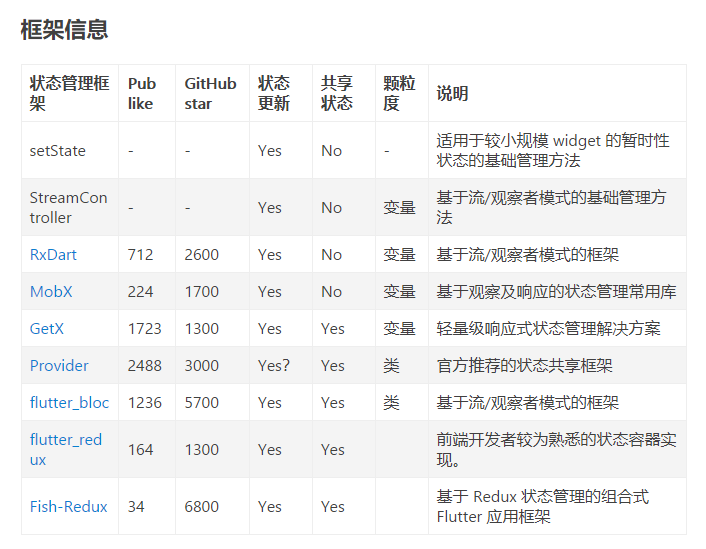 框架信息
状态管理框架 Pub like GitHub star 状态更新 共享状态 颗粒度 说明
setState - - Yes No - 适用于较小规模 widget 的暂时性状态的基础管理方法
StreamController - - Yes No 变量 基于流/观察者模式的基础管理方法
RxDart 712 2600 Yes No 变量 基于流/观察者模式的框架
MobX 224 1700 Yes No 变量 基于观察及响应的状态管理常用库
GetX 1723 1300 Yes Yes 变量 轻量级响应式状态管理解决方案
Provider 2488 3000 Yes? Yes 类 官方推荐的状态共享框架
flutter_bloc 1236 5700 Yes Yes 类 基于流/观察者模式的框架
flutter_redux 164 1300 Yes Yes 前端开发者较为熟悉的状态容器实现。
Fish-Redux 34 6800 Yes Yes 基于 Redux 状态管理的组合式 Flutter 应用框架